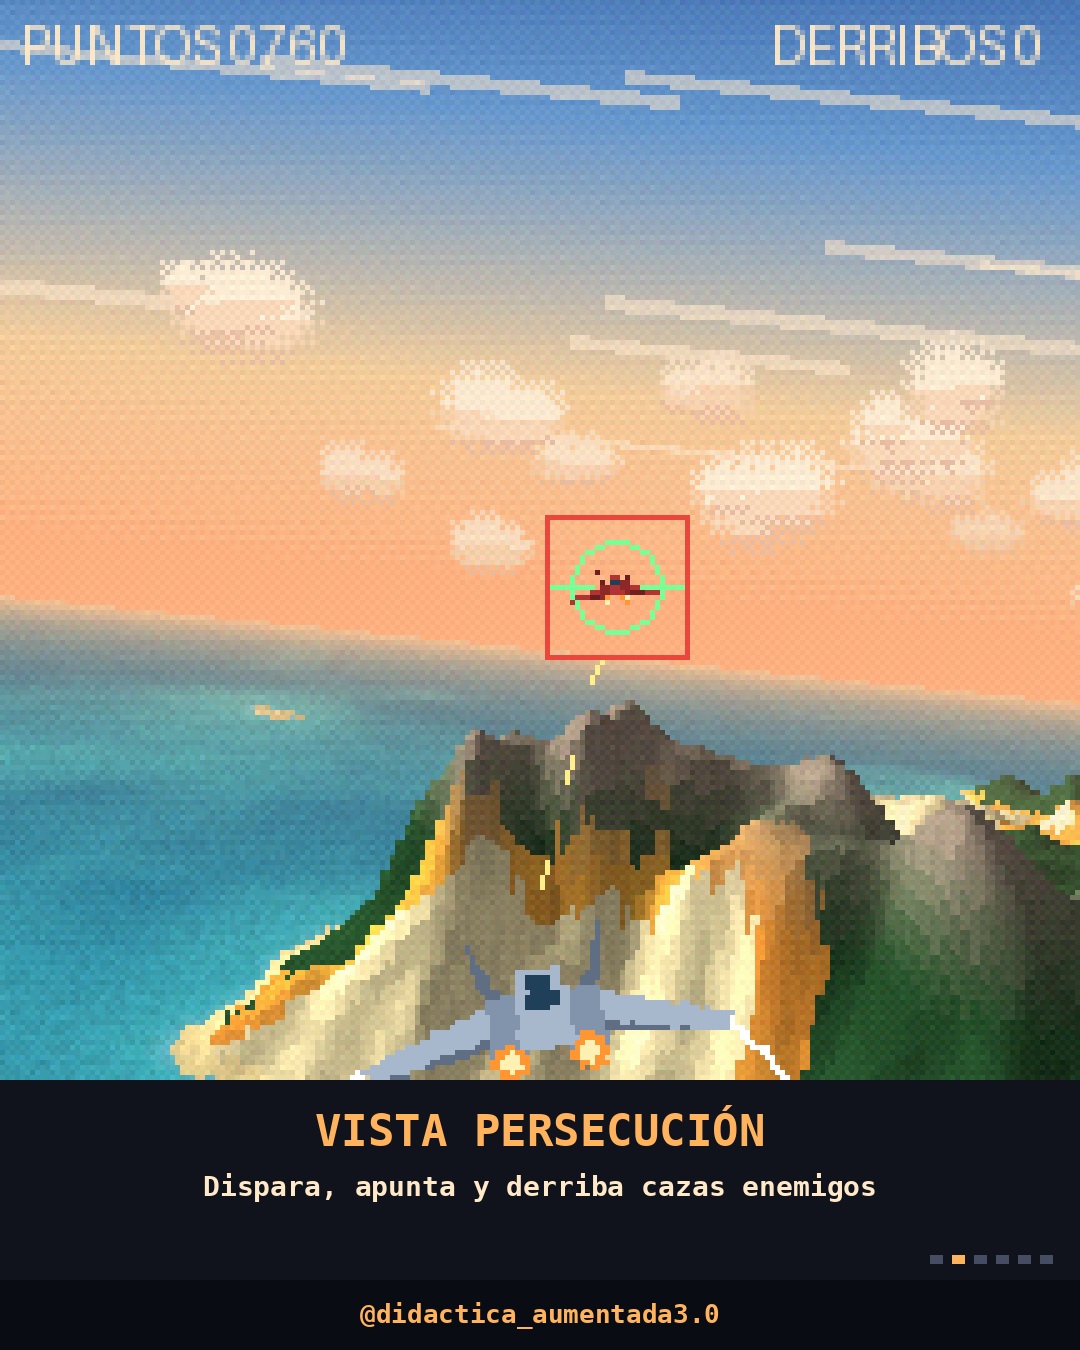 PUNTOS 0760
DERRIBOS 0
VISTA PERSECUCIÓN
Dispara, apunta y derriba cazas enemigos
@didactica_aumentada3.0